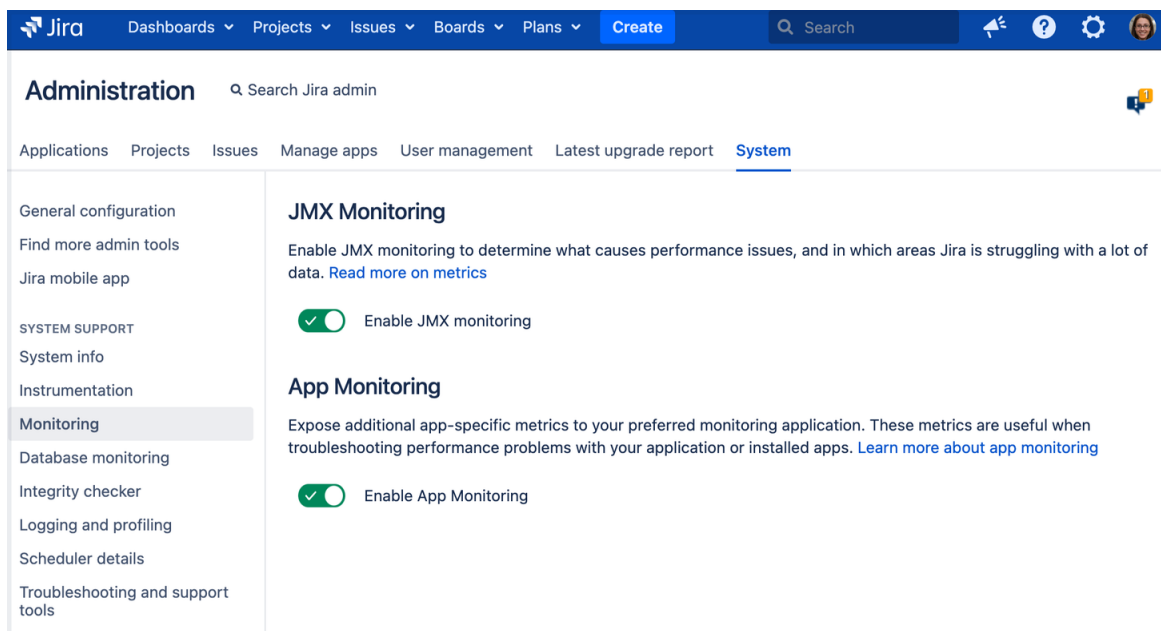 Jira Dashboards Projects Issues Boards Plans Create Search
Administration Search Jira admin
1
Applications Projects Issues Manage apps User management Latest upgrade report System
General configuration
Find more admin tools
Jira mobile app
SYSTEM SUPPORT
System info
Instrumentation
Monitoring
Database monitoring
Integrity checker
Logging and profiling
Scheduler details
Troubleshooting and support
tools
JMX Monitoring
Enable JMX monitoring to determine what causes performance issues, and in which areas Jira is struggling with a lot of
data. Read more on metrics
Enable JMX monitoring
App Monitoring
Expose additional app-specific metrics to your preferred monitoring application. These metrics are useful when
troubleshooting performance problems with your application or installed apps. Learn more about app monitoring
Enable App Monitoring